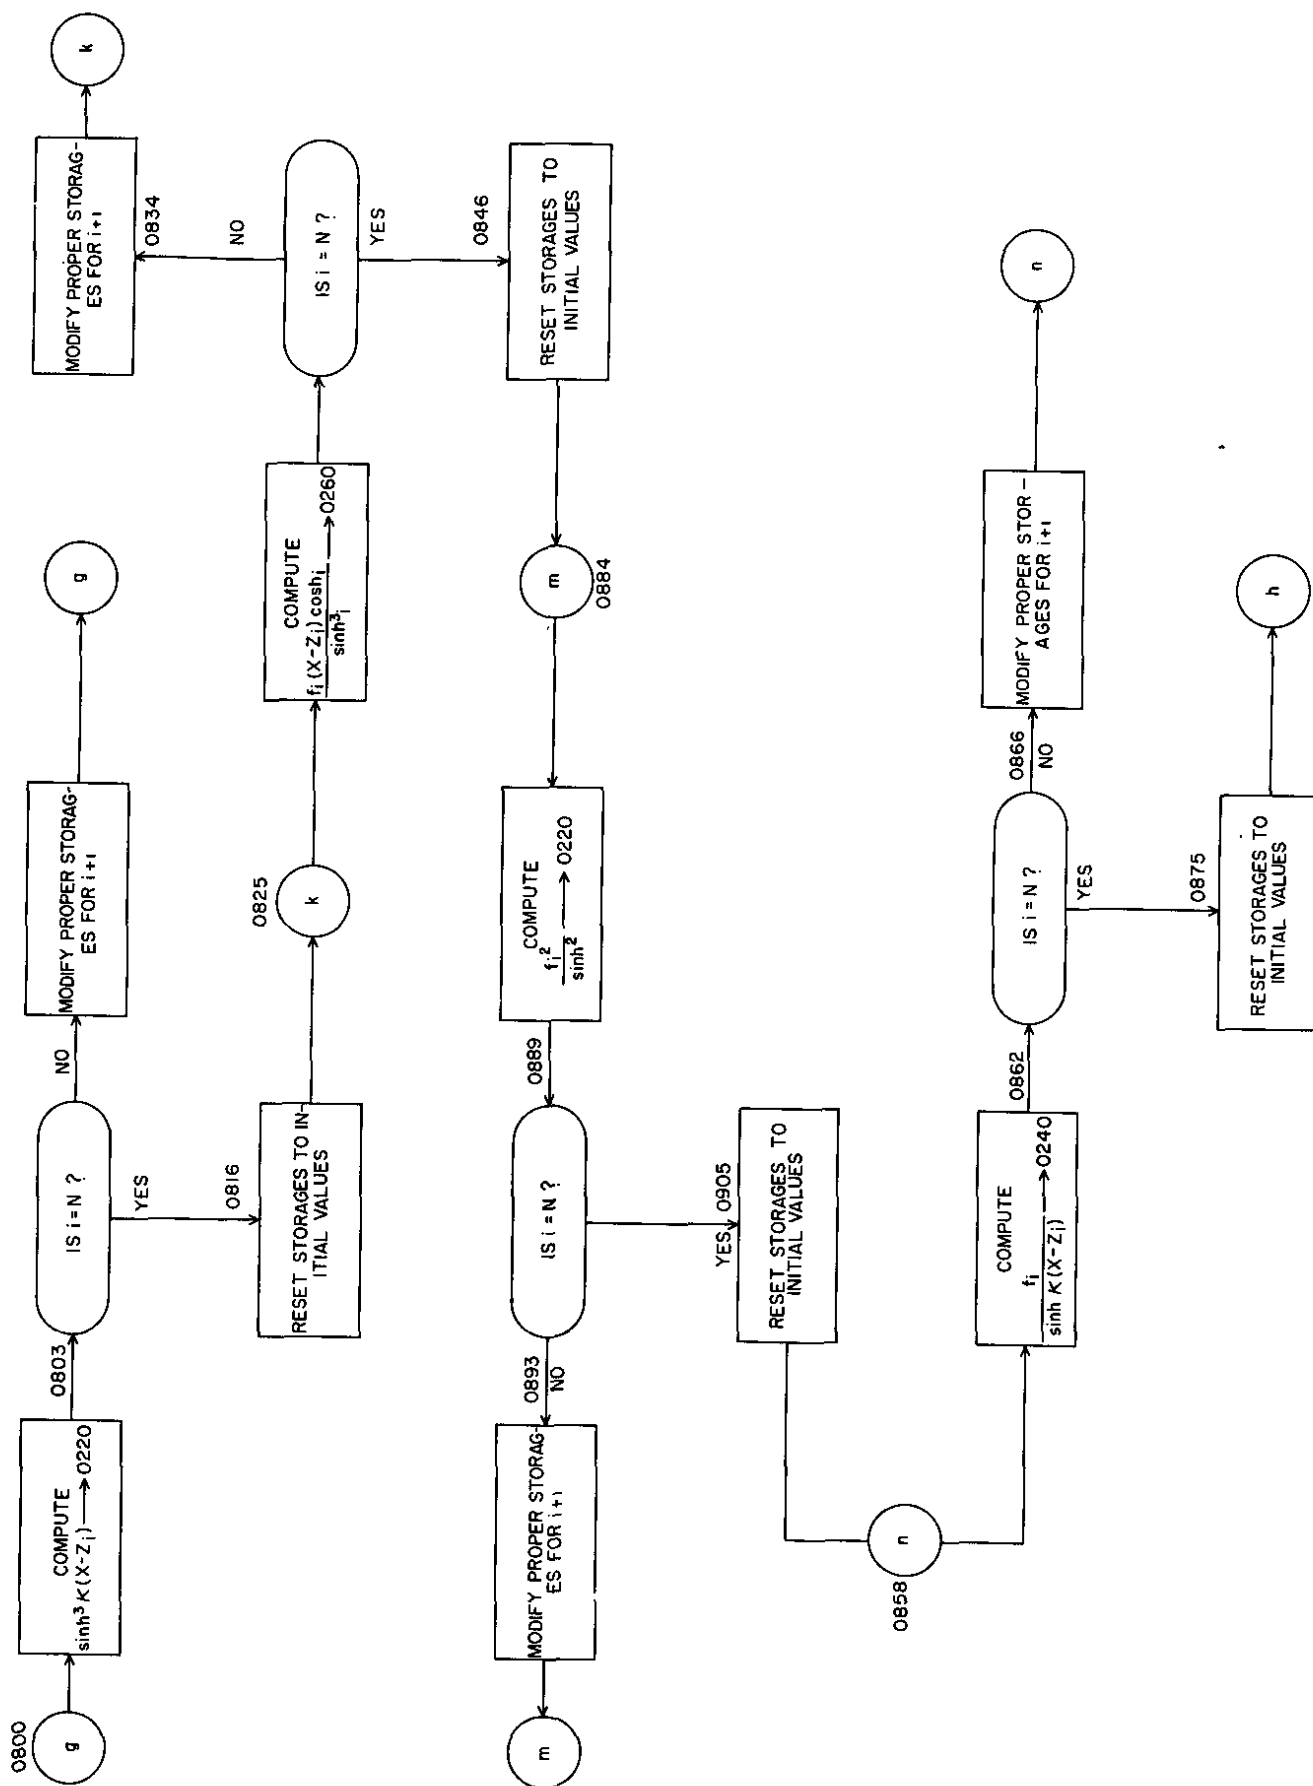 0800
g
COMPUTE
sinh³ K(X-Zi) → 0220
0803
IS i = N ?
NO
MODIFY PROPER STORAG-
ES FOR i+1
g
YES
0816
RESET STORAGES TO IN-
ITIAL VALUES
0825
k
COMPUTE
fi (X-Zi) coshi
sinh³i
→ 0260
IS i = N ?
NO
0834
MODIFY PROPER STORAG-
ES FOR i+1
k
YES
0846
RESET STORAGES TO
INITIAL VALUES
m
0884
COMPUTE
fi²
sinh²
→ 0220
0889
IS i = N ?
0893
NO
MODIFY PROPER STORAG-
ES FOR i+1
m
YES 0905
RESET STORAGES TO
INITIAL VALUES
n
0858
COMPUTE
fi
sinh K (X-Zi)
→ 0240
0862
IS i = N ?
0866
NO
MODIFY PROPER STOR-
AGES FOR i+1
n
YES
0875
RESET STORAGES TO
INITIAL VALUES
h